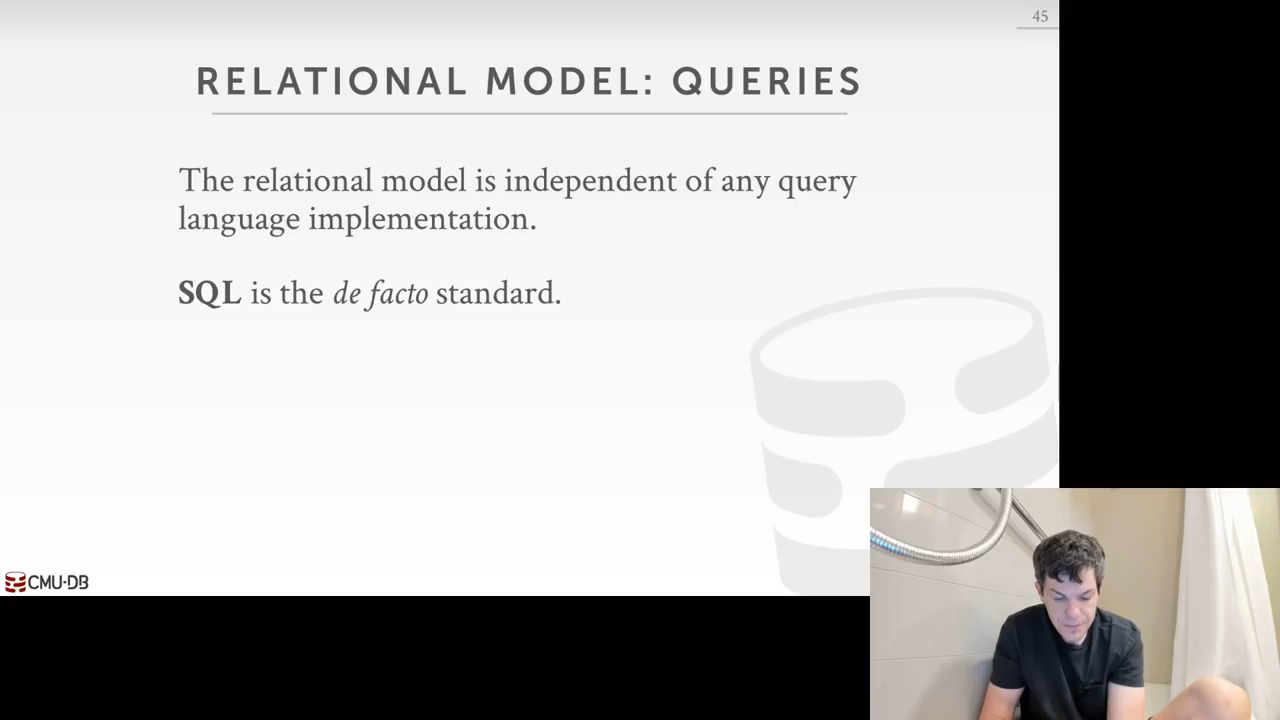 45
RELATIONAL MODEL: QUERIES
The relational model is independent of any query
language implementation.
SQL is the de facto standard.
CMU·DB